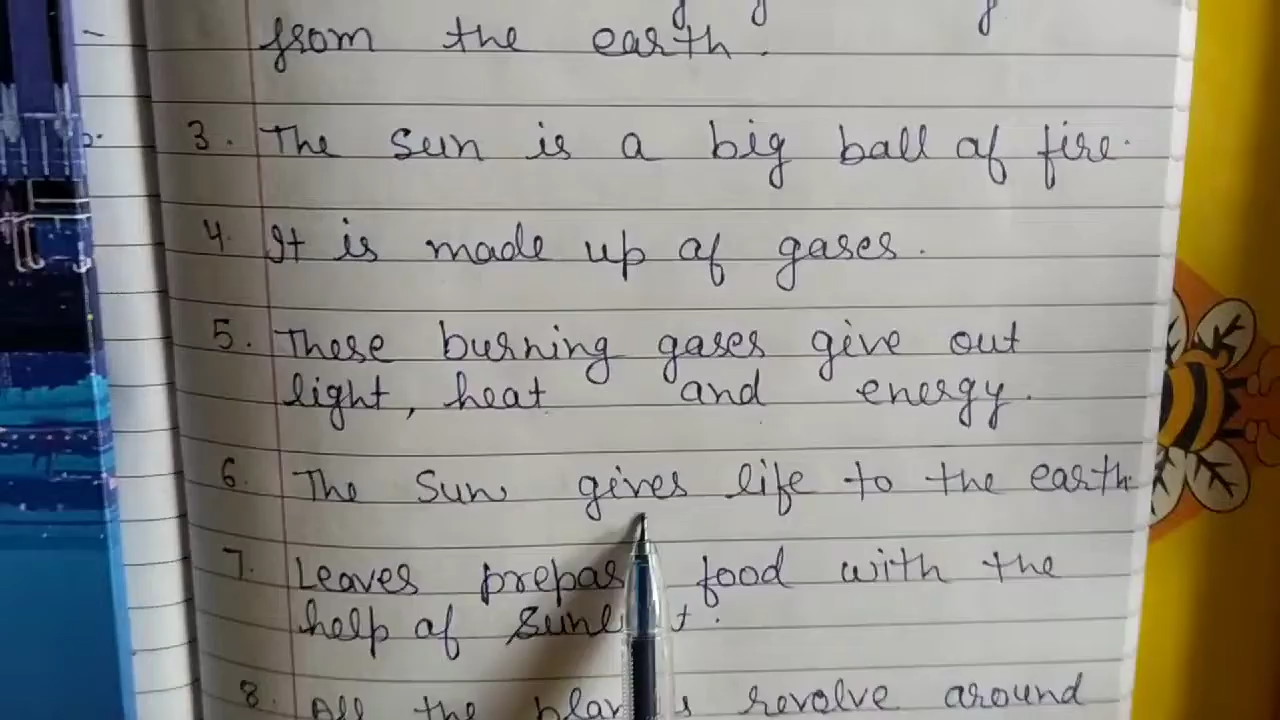 from the earth.
3. The Sun is a big ball of fire.
4. It is made up of gases.
5. These burning gases give out
light, heat and energy.
6. The Sun gives life to the earth.
7. Leaves food with the
help of
8. All the revolve around